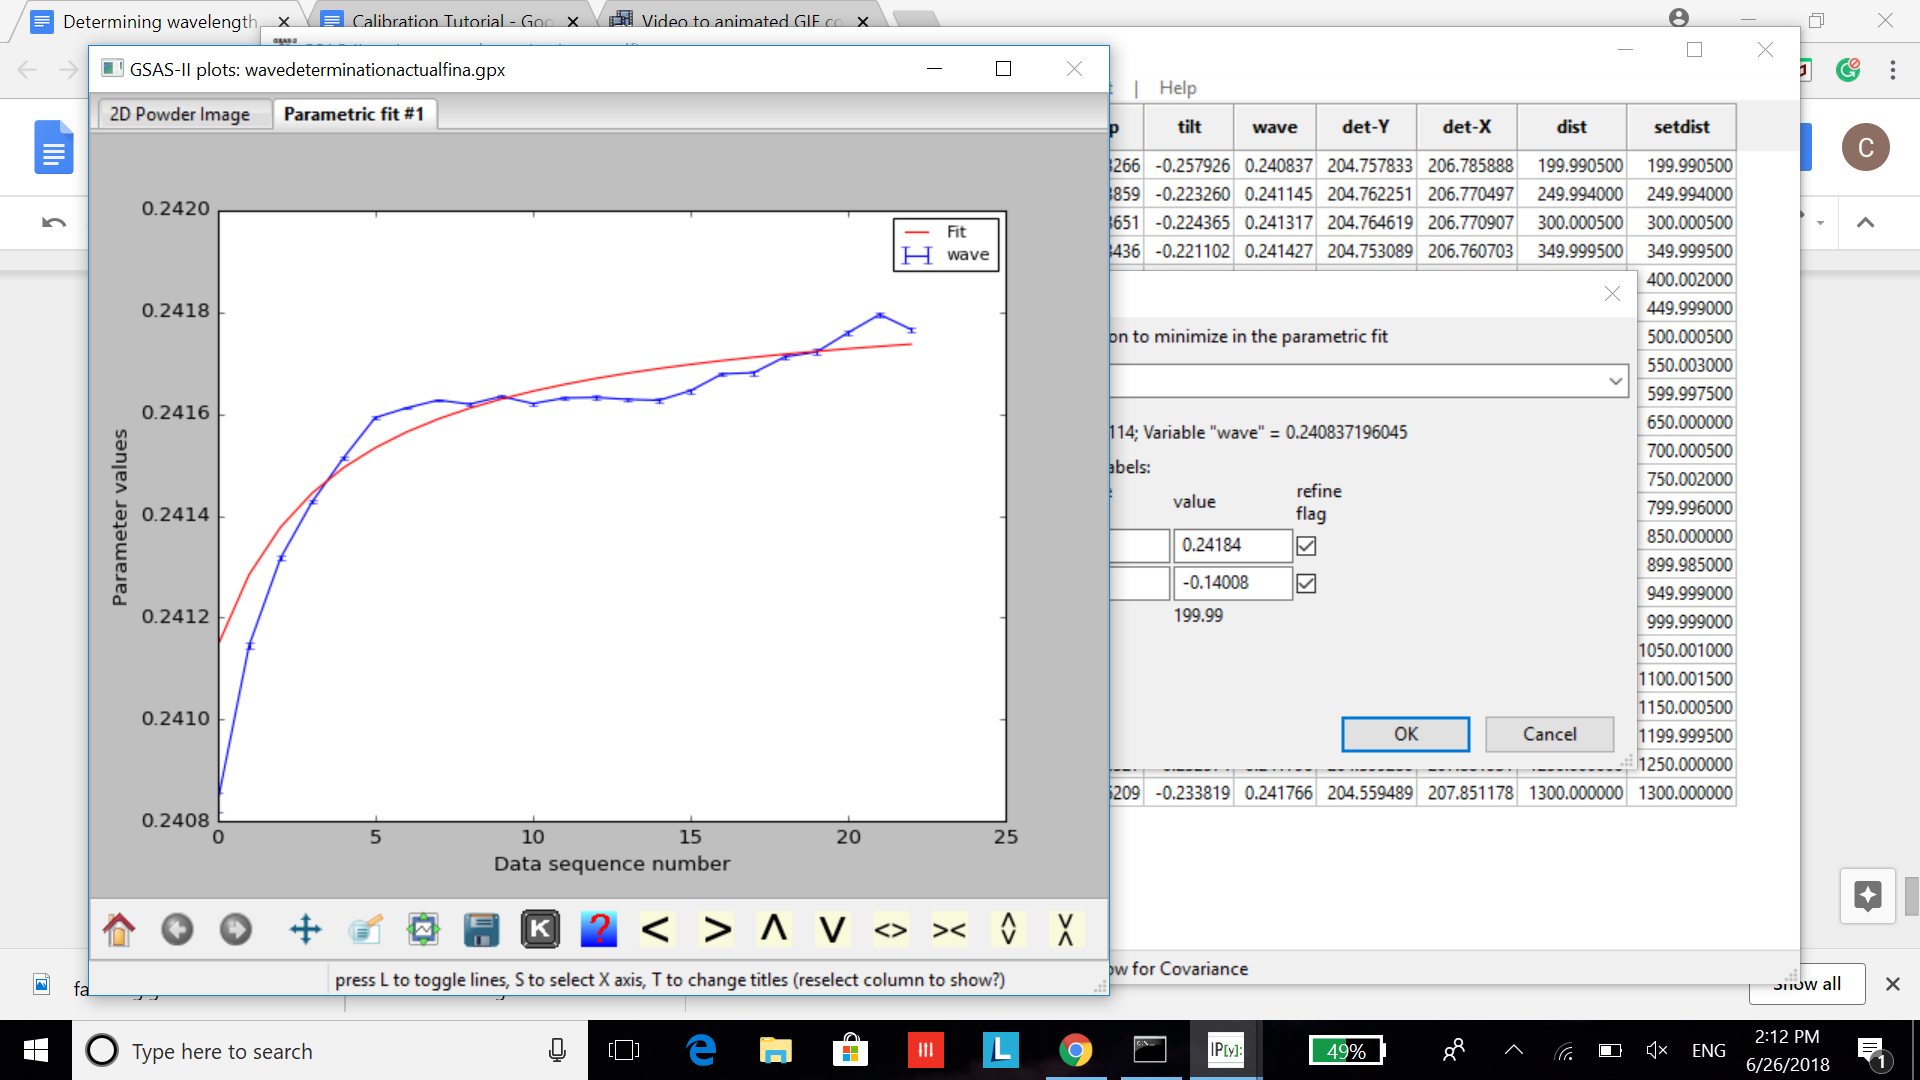 Determining wavelength
Calibration Tutorial - Goo
Video to animated GIF co
GSAS-II plots: wavedeterminationactualfina.gpx
2D Powder Image
Parametric fit #1
| Help
C
0.2420
0.2418
0.2416
0.2414
0.2412
0.2410
0.2408
Parameter values
Fit
wave
0 5 10 15 20 25
Data sequence number
p tilt wave det-Y det-X dist setdist
266 -0.257926 0.240837 204.757833 206.785888 199.990500 199.990500
859 -0.223260 0.241145 204.762251 206.770497 249.994000 249.994000
651 -0.224365 0.241317 204.764619 206.770907 300.000500 300.000500
436 -0.221102 0.241427 204.753089 206.760703 349.999500 349.999500
400.002000
449.999000
500.000500
550.003000
599.997500
650.000000
700.000500
750.002000
799.996000
850.000000
899.985000
949.999000
999.999000
1050.001000
1100.001500
1150.000500
1199.999500
1250.000000
209 -0.233819 0.241766 204.559489 207.851178 1300.000000 1300.000000
on to minimize in the parametric fit
114; Variable "wave" = 0.240837196045
abels:
value
refine
flag
0.24184
-0.14008
199.99
OK
Cancel
K
?
press L to toggle lines, S to select X axis, T to change titles (reselect column to show?)
ow for Covariance
fa
Show all
Type here to search
L
IP[y]:
49%
ENG
2:12 PM
6/26/2018
1